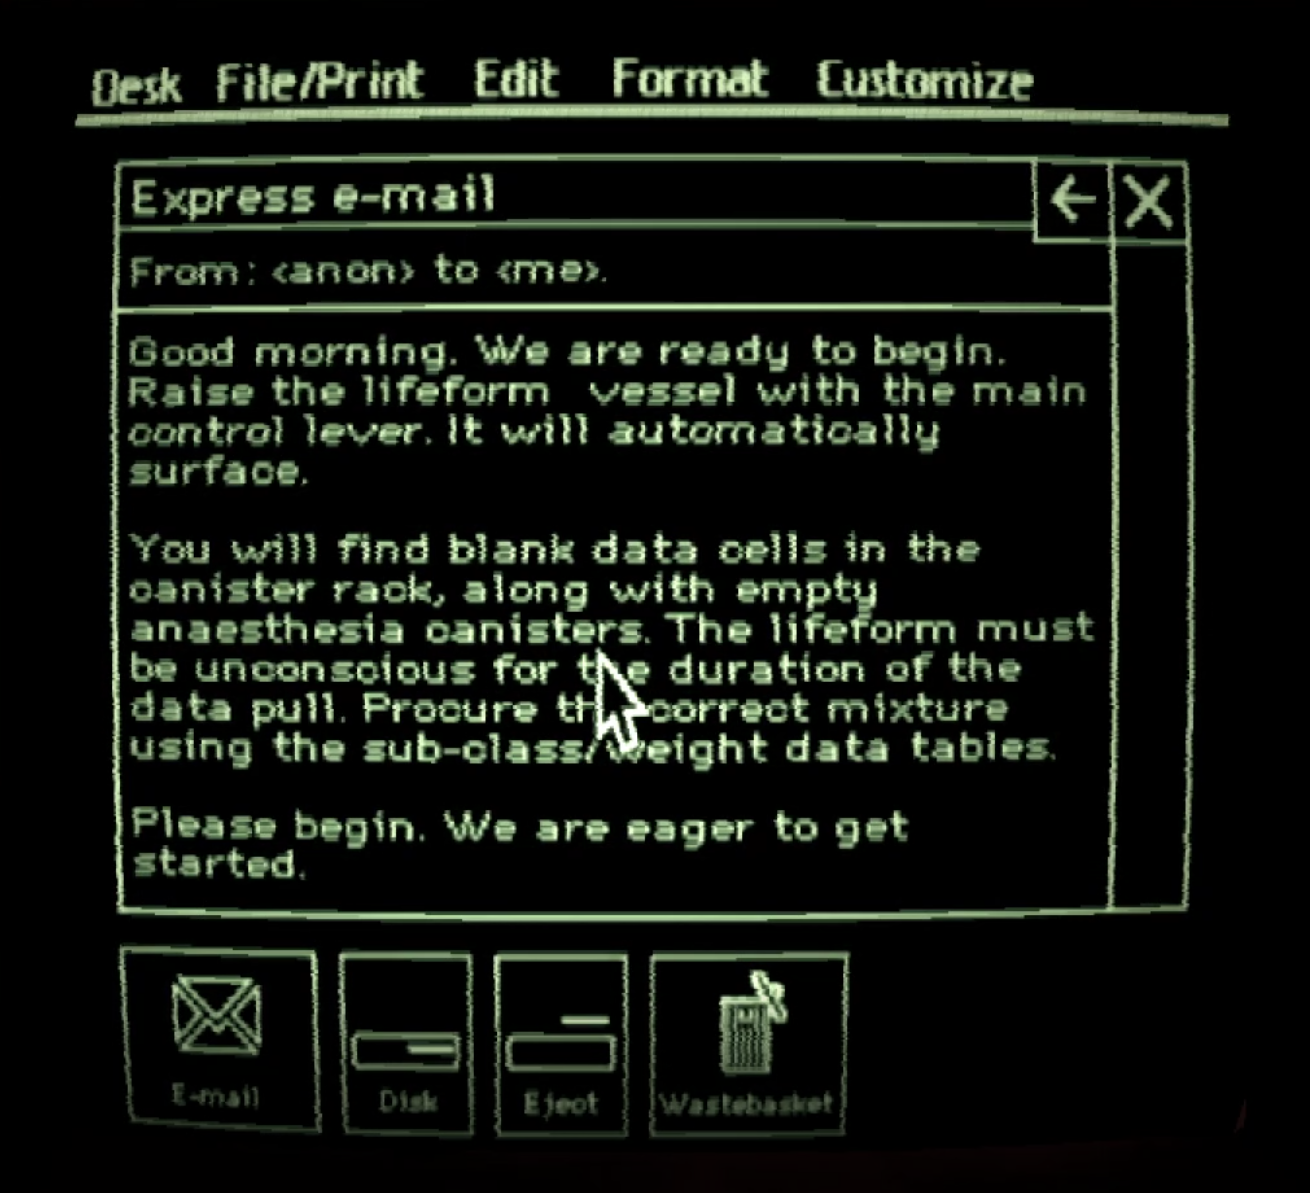 Desk File/Print Edit Format Customize
Express e-mail
From: <anon> to <me>.
Good morning. We are ready to begin.
Raise the lifeform vessel with the main
control lever. It will automatically
surface.
You will find blank data cells in the
canister rack, along with empty
anaesthesia canisters. The lifeform must
be unconscious for the duration of the
data pull. Procure the correct mixture
using the sub-class/weight data tables.
Please begin. We are eager to get
started.
E-mail Disk Eject Wastebasket